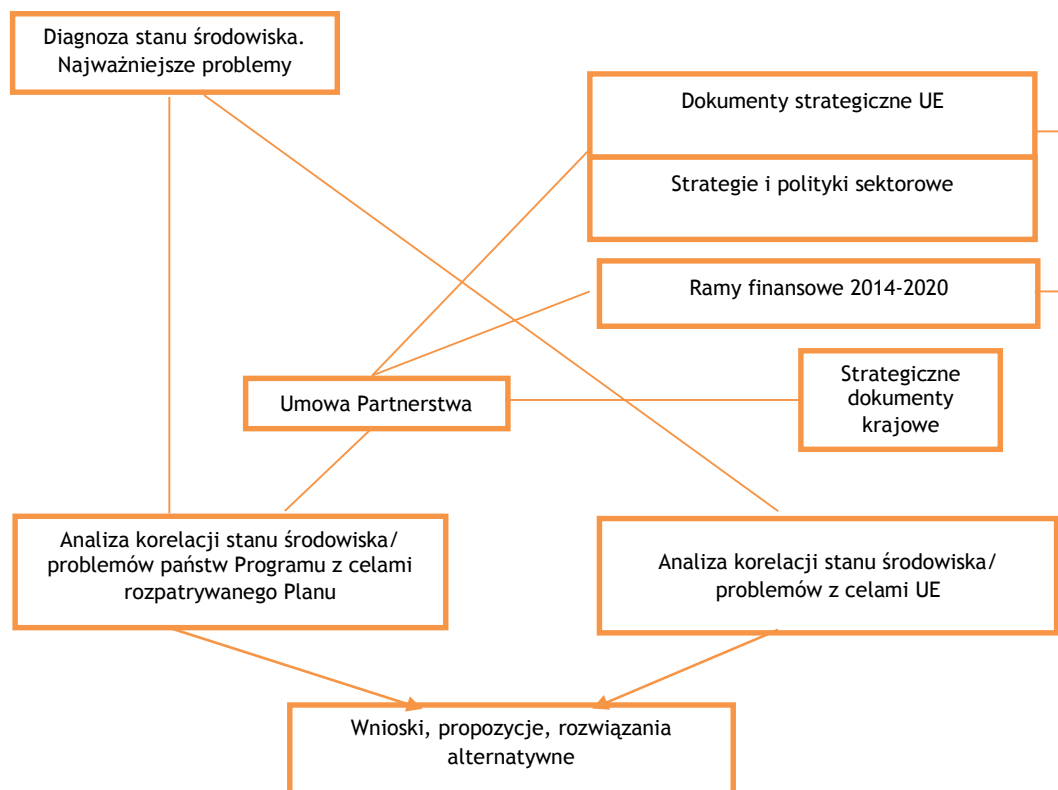 Diagnoza stanu środowiska.
Najważniejsze problemy
Dokumenty strategiczne UE
Strategie i polityki sektorowe
Ramy finansowe 2014-2020
Strategiczne
dokumenty
krajowe
Umowa Partnerstwa
Analiza korelacji stanu środowiska/
problemów państw Programu z celami
rozpatrywanego Planu
Analiza korelacji stanu środowiska/
problemów z celami UE
Wnioski, propozycje, rozwiązania
alternatywne